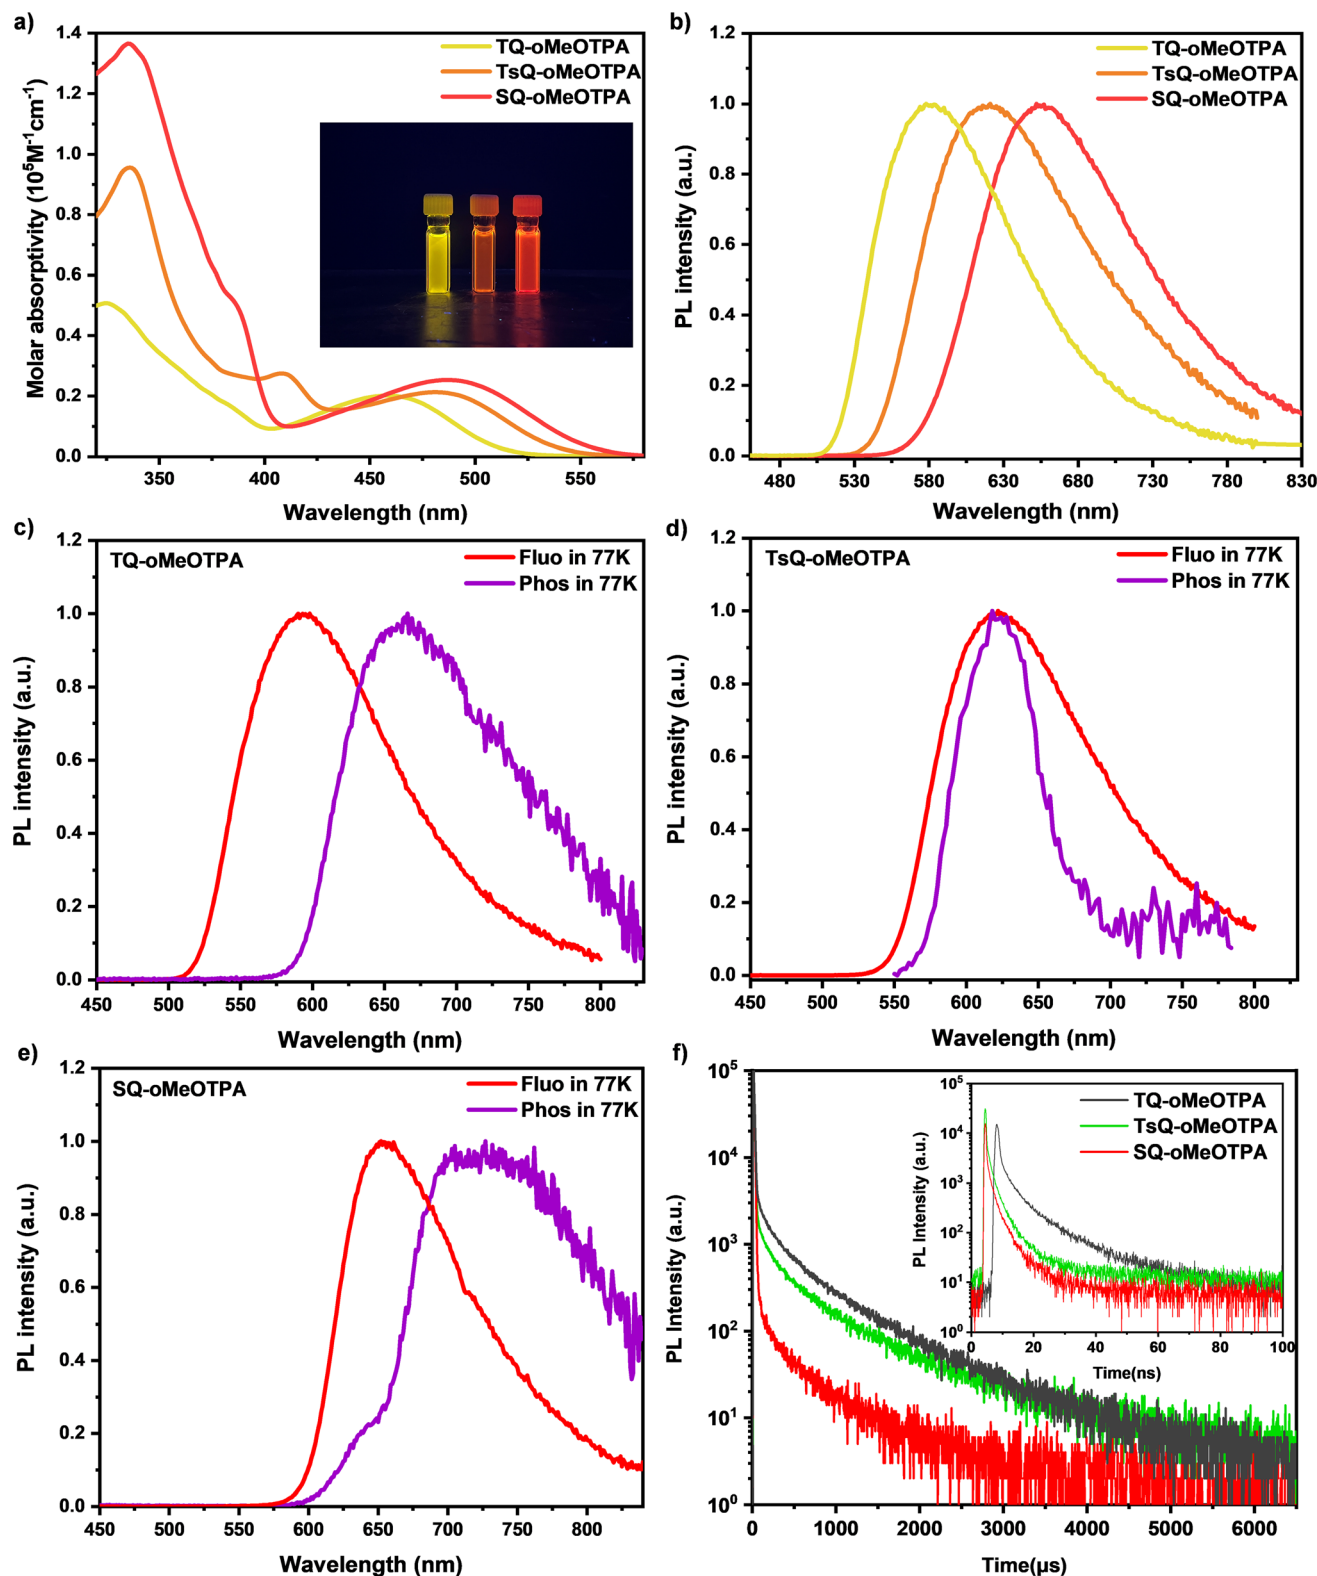 a)
1.4
1.2
1.0
0.8
0.6
0.4
0.2
0.0
Molar absorptivity (10⁵M⁻¹cm⁻¹)
TQ-oMeOTPA
TsQ-oMeOTPA
SQ-oMeOTPA
350 400 450 500 550
Wavelength (nm)
b)
1.2
1.0
0.8
0.6
0.4
0.2
0.0
PL intensity (a.u.)
TQ-oMeOTPA
TsQ-oMeOTPA
SQ-oMeOTPA
480 530 580 630 680 730 780 830
Wavelength (nm)
c)
1.2
1.0
0.8
0.6
0.4
0.2
0.0
PL intensity (a.u.)
TQ-oMeOTPA
Fluo in 77K
Phos in 77K
450 500 550 600 650 700 750 800
Wavelength (nm)
d)
1.2
1.0
0.8
0.6
0.4
0.2
0.0
PL intensity (a.u.)
TsQ-oMeOTPA
Fluo in 77K
Phos in 77K
450 500 550 600 650 700 750 800
Wavelength (nm)
e)
1.2
1.0
0.8
0.6
0.4
0.2
0.0
PL intensity (a.u.)
SQ-oMeOTPA
Fluo in 77K
Phos in 77K
450 500 550 600 650 700 750 800
Wavelength (nm)
f)
10⁵
10⁴
10³
10²
10¹
10⁰
PL Intensity (a.u.)
10⁵
10⁴
10³
10²
10¹
10⁰
PL Intensity (a.u.)
TQ-oMeOTPA
TsQ-oMeOTPA
SQ-oMeOTPA
0 20 40 60 80 100
Time(ns)
0 1000 2000 3000 4000 5000 6000
Time(μs)